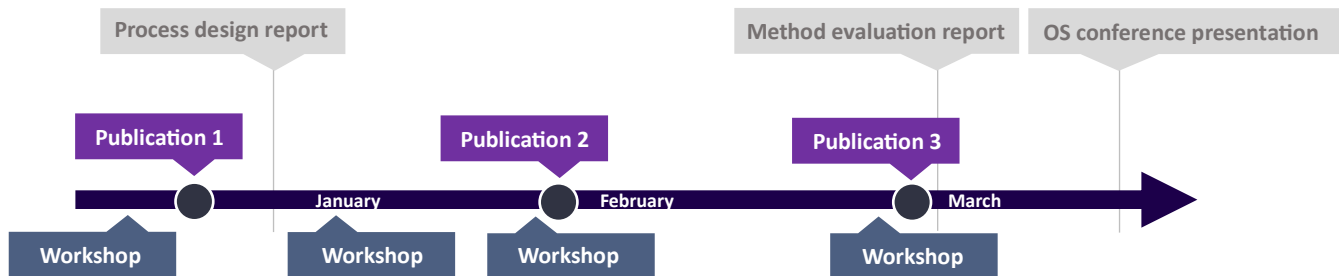 Process design report
Method evaluation report
OS conference presentation
Publication 1
Publication 2
Publication 3
January
February
March
Workshop
Workshop
Workshop
Workshop